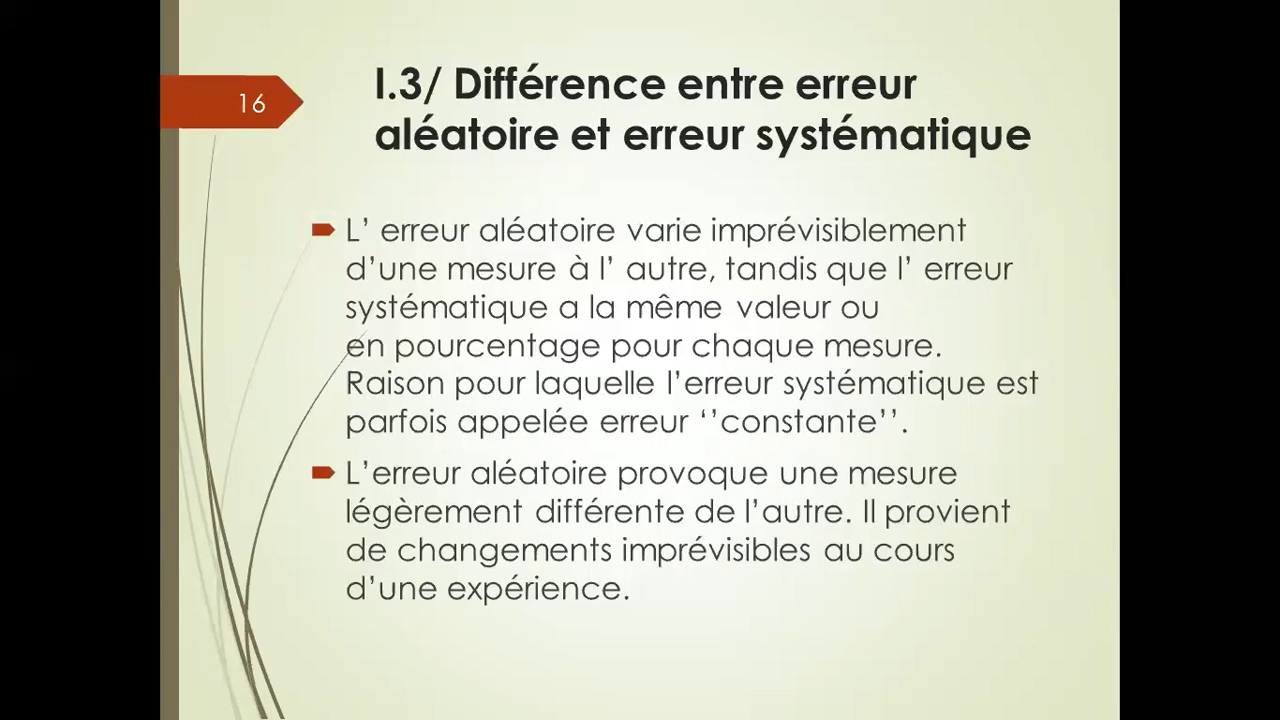 16
I.3/ Différence entre erreur
aléatoire et erreur systématique
L’ erreur aléatoire varie imprévisiblement
d’une mesure à l’ autre, tandis que l’ erreur
systématique a la même valeur ou
en pourcentage pour chaque mesure.
Raison pour laquelle l’erreur systématique est
parfois appelée erreur ‘’constante’’.
L’erreur aléatoire provoque une mesure
légèrement différente de l’autre. Il provient
de changements imprévisibles au cours
d’une expérience.